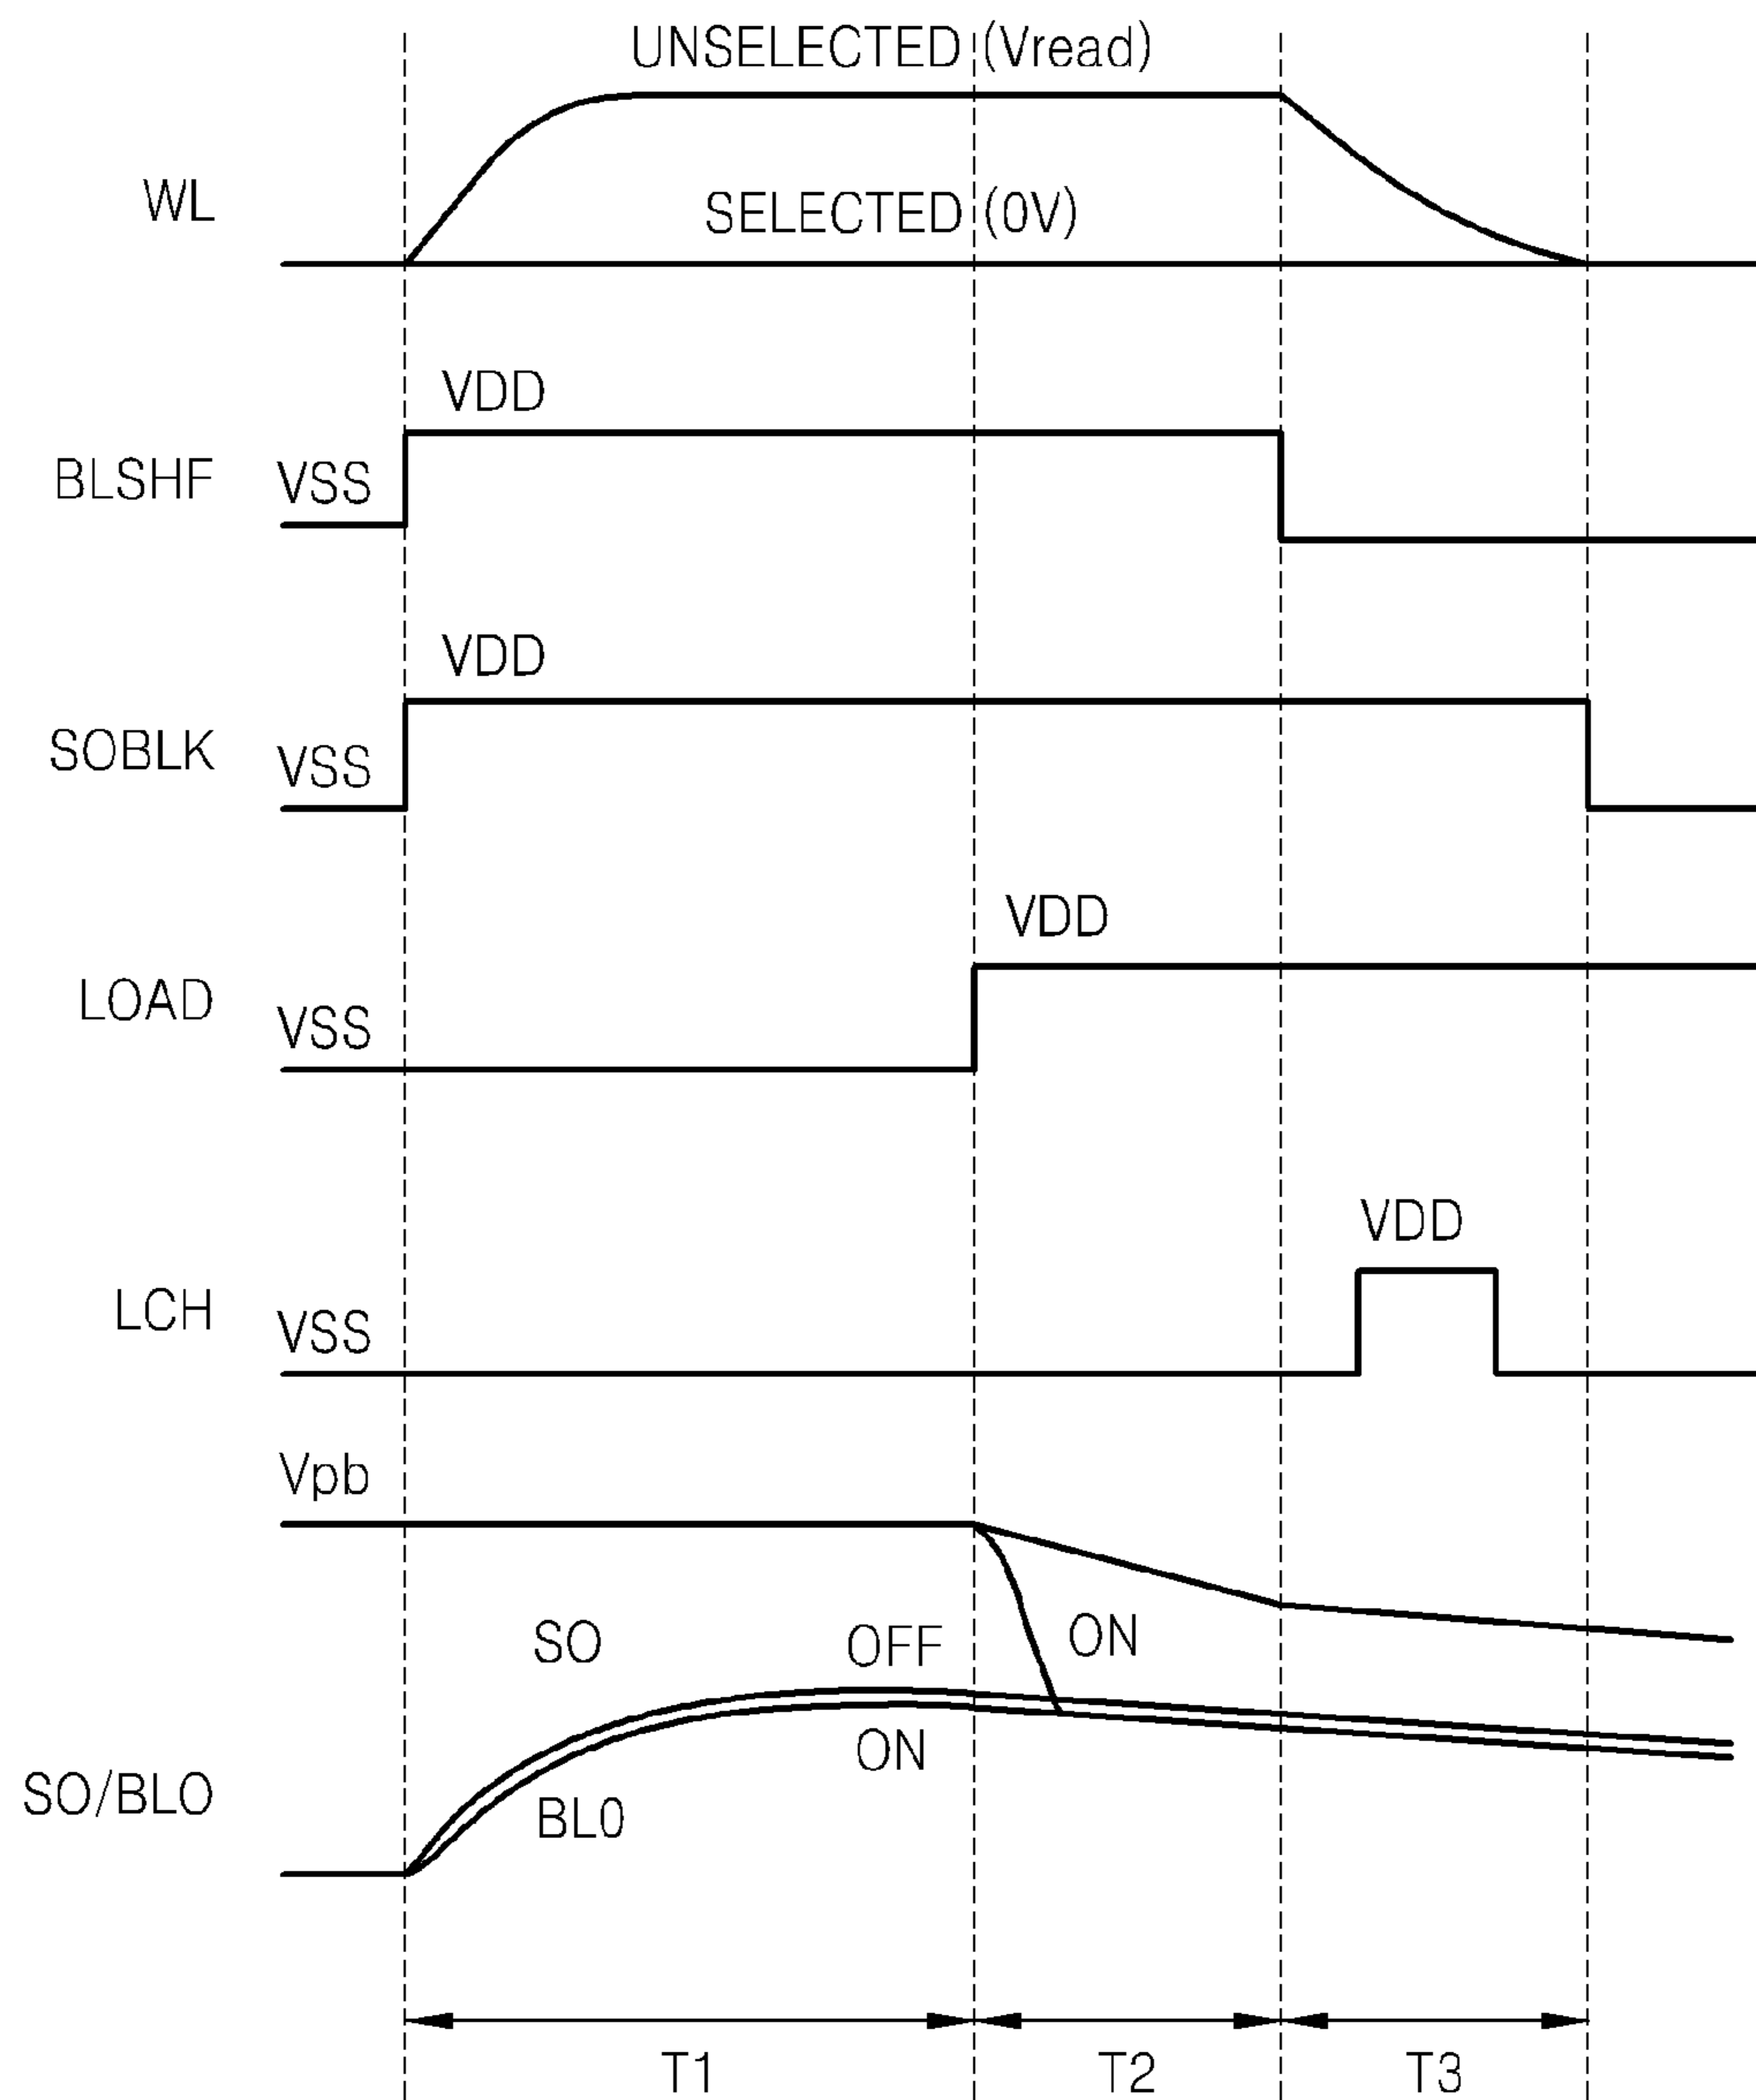 UNSELECTED (Vread)
WL
SELECTED (0V)
VDD
BLSHF VSS
VDD
SOBLK VSS
VDD
LOAD VSS
VDD
LCH VSS
Vpb
SO OFF ON
ON
SO/BLO
BL0
T1 T2 T3